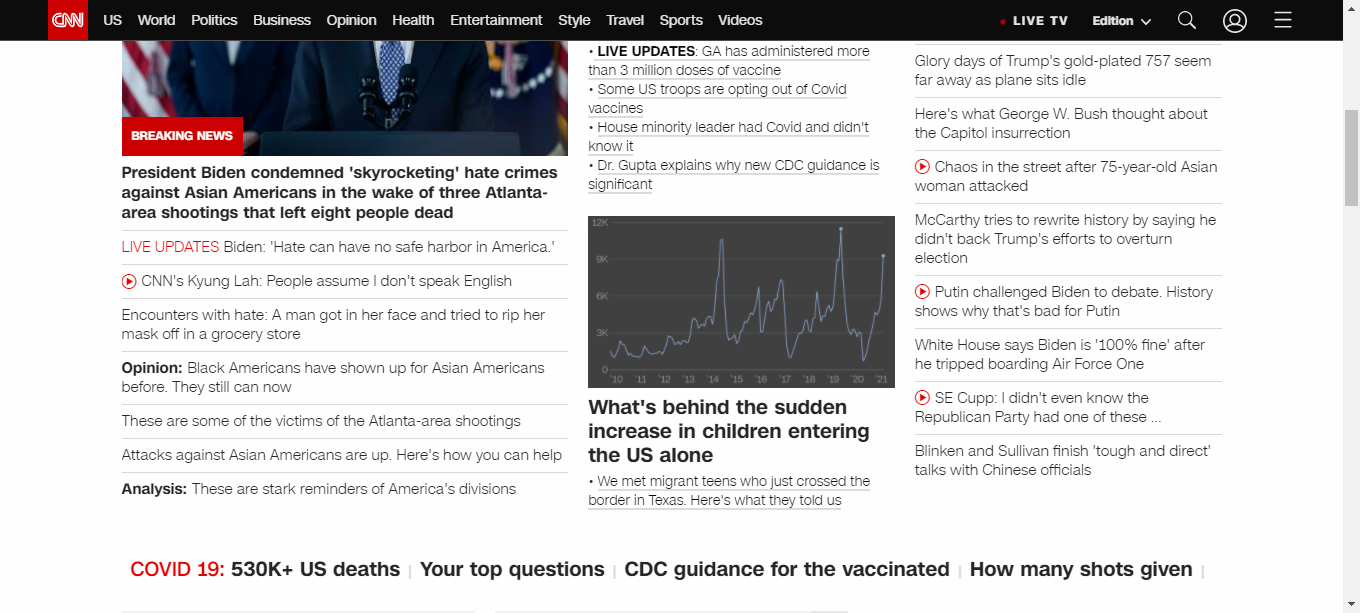 CNN US World Politics Business Opinion Health Entertainment Style Travel Sports Videos LIVE TV Edition
BREAKING NEWS
President Biden condemned 'skyrocketing' hate crimes
against Asian Americans in the wake of three Atlanta-
area shootings that left eight people dead
LIVE UPDATES Biden: 'Hate can have no safe harbor in America.'
CNN's Kyung Lah: People assume I don't speak English
Encounters with hate: A man got in her face and tried to rip her
mask off in a grocery store
Opinion: Black Americans have shown up for Asian Americans
before. They still can now
These are some of the victims of the Atlanta-area shootings
Attacks against Asian Americans are up. Here's how you can help
Analysis: These are stark reminders of America's divisions
• LIVE UPDATES: GA has administered more
than 3 million doses of vaccine
• Some US troops are opting out of Covid
vaccines
• House minority leader had Covid and didn't
know it
• Dr. Gupta explains why new CDC guidance is
significant
12K
9K
6K
3K
0
'10 '11 '12 '13 '14 '15 '16 '17 '18 '19 '20 '21
What's behind the sudden
increase in children entering
the US alone
• We met migrant teens who just crossed the
border in Texas. Here's what they told us
Glory days of Trump's gold-plated 757 seem
far away as plane sits idle
Here's what George W. Bush thought about
the Capitol insurrection
Chaos in the street after 75-year-old Asian
woman attacked
McCarthy tries to rewrite history by saying he
didn't back Trump's efforts to overturn
election
Putin challenged Biden to debate. History
shows why that's bad for Putin
White House says Biden is '100% fine' after
he tripped boarding Air Force One
SE Cupp: I didn't even know the
Republican Party had one of these ...
Blinken and Sullivan finish 'tough and direct'
talks with Chinese officials
COVID 19: 530K+ US deaths | Your top questions | CDC guidance for the vaccinated | How many shots given |